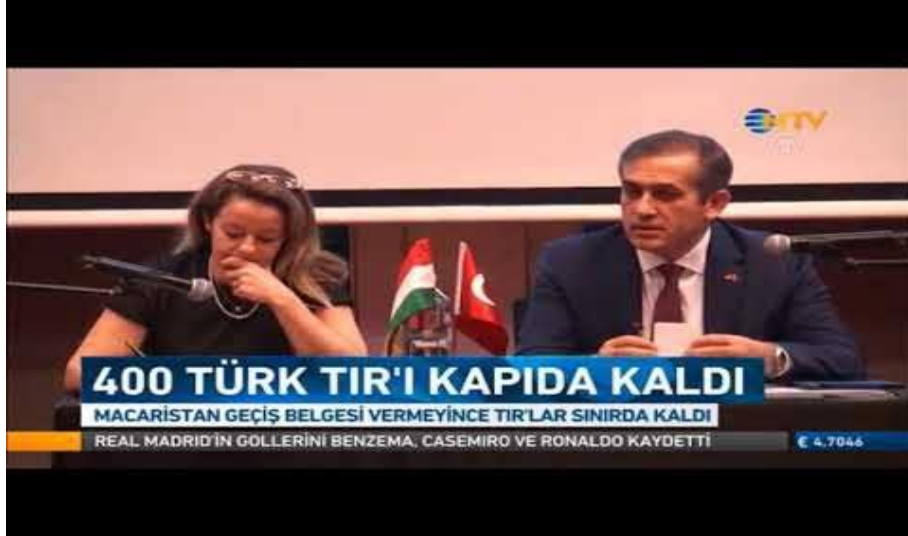 NTV
400 TÜRK TIR'I KAPIDA KALDI
MACARİSTAN GEÇİŞ BELGESİ VERMEYİNCE TIR'LAR SINIRDA KALDI
REAL MADRID'İN GOLLERİNİ BENZEMA, CASEMIRO VE RONALDO KAYDETTİ
€ 4.7046